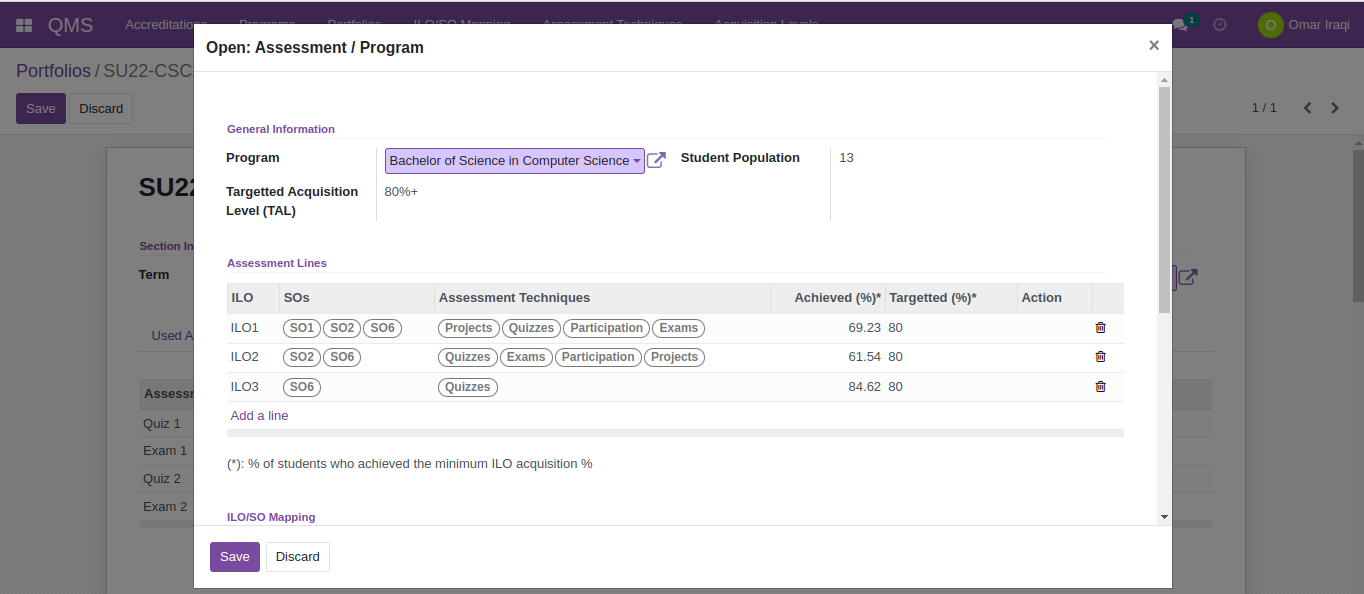 QMS Accreditations Programs Portfolios ILO/SO Mapping Assessment Techniques Acquisition Levels 1 O Omar Iraqi
Open: Assessment / Program ×
Portfolios / SU22-CSC
Save Discard 1 / 1
General Information
Program Bachelor of Science in Computer Science Student Population 13
Targetted Acquisition 80%+
Level (TAL)
SU22
Section In
Assessment Lines
Term
ILO SOs Assessment Techniques Achieved (%)* Targetted (%)* Action
ILO1 SO1 SO2 SO6 Projects Quizzes Participation Exams 69.23 80
Used A
ILO2 SO2 SO6 Quizzes Exams Participation Projects 61.54 80
ILO3 SO6 Quizzes 84.62 80
Assessm
Add a line
Quiz 1
Exam 1
(*): % of students who achieved the minimum ILO acquisition %
Quiz 2
Exam 2
ILO/SO Mapping
Save Discard